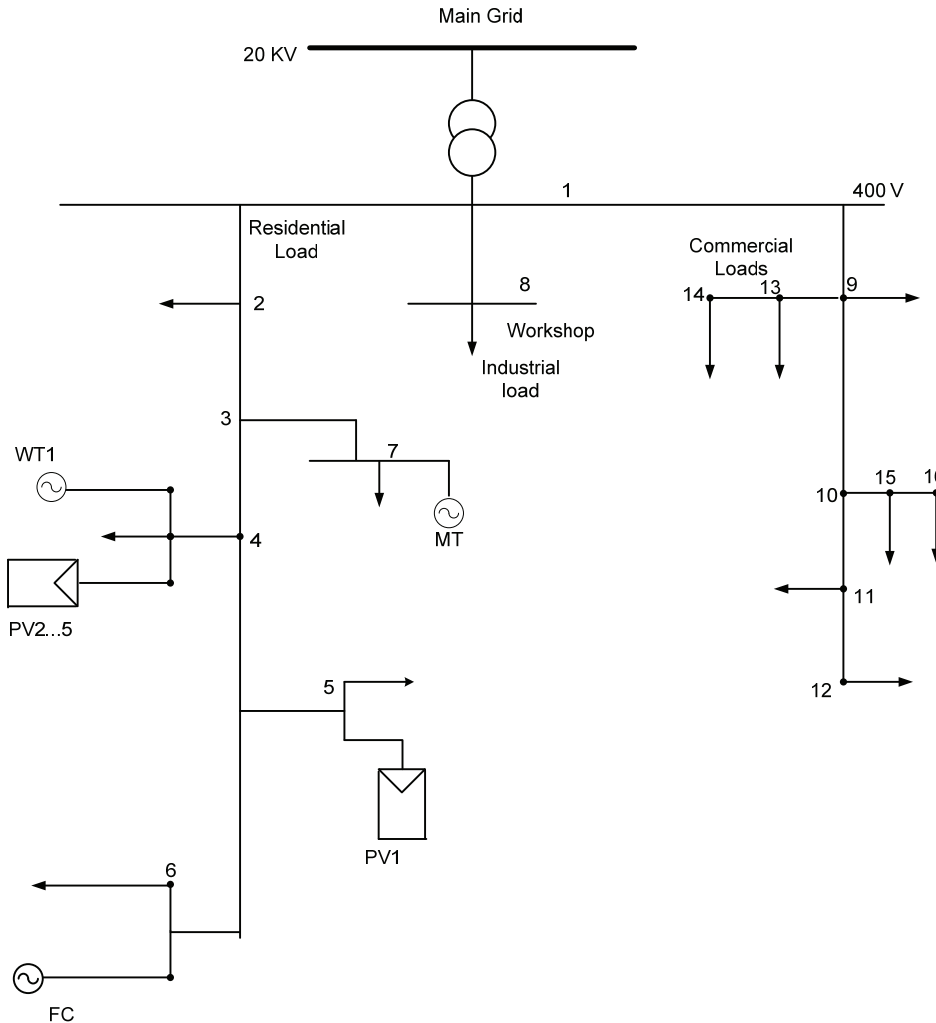 Main Grid
20 KV
1
400 V
Residential
Load
Commercial
Loads
8
9
14
13
2
Workshop
Industrial
load
3
7
WT1
15
10
MT
4
11
PV2...5
5
12
PV1
6
FC